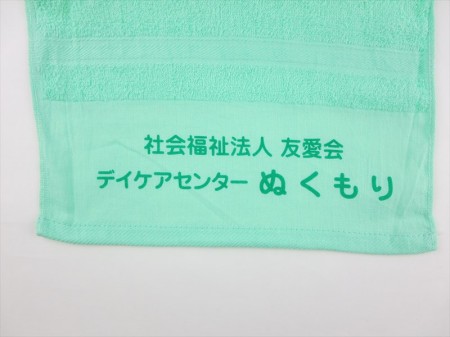 社会福祉法人 友愛会
デイケアセンター ぬくもり